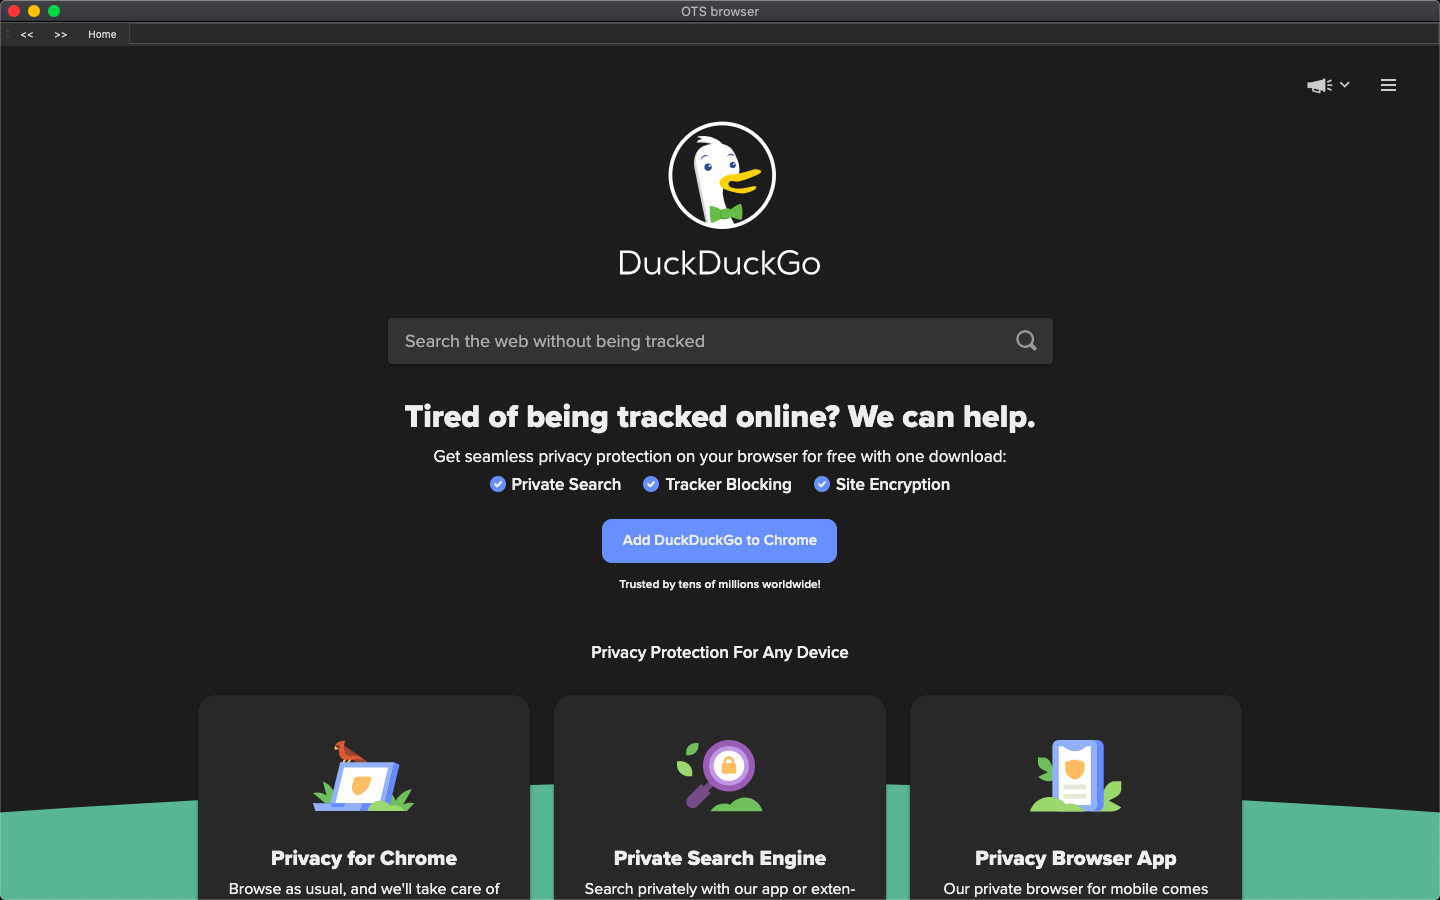 OTS browser
<< >> Home
DuckDuckGo
Search the web without being tracked
Tired of being tracked online? We can help.
Get seamless privacy protection on your browser for free with one download:
Private Search Tracker Blocking Site Encryption
Add DuckDuckGo to Chrome
Trusted by tens of millions worldwide!
Privacy Protection For Any Device
Privacy for Chrome
Browse as usual, and we'll take care of
Private Search Engine
Search privately with our app or exten-
Privacy Browser App
Our private browser for mobile comes